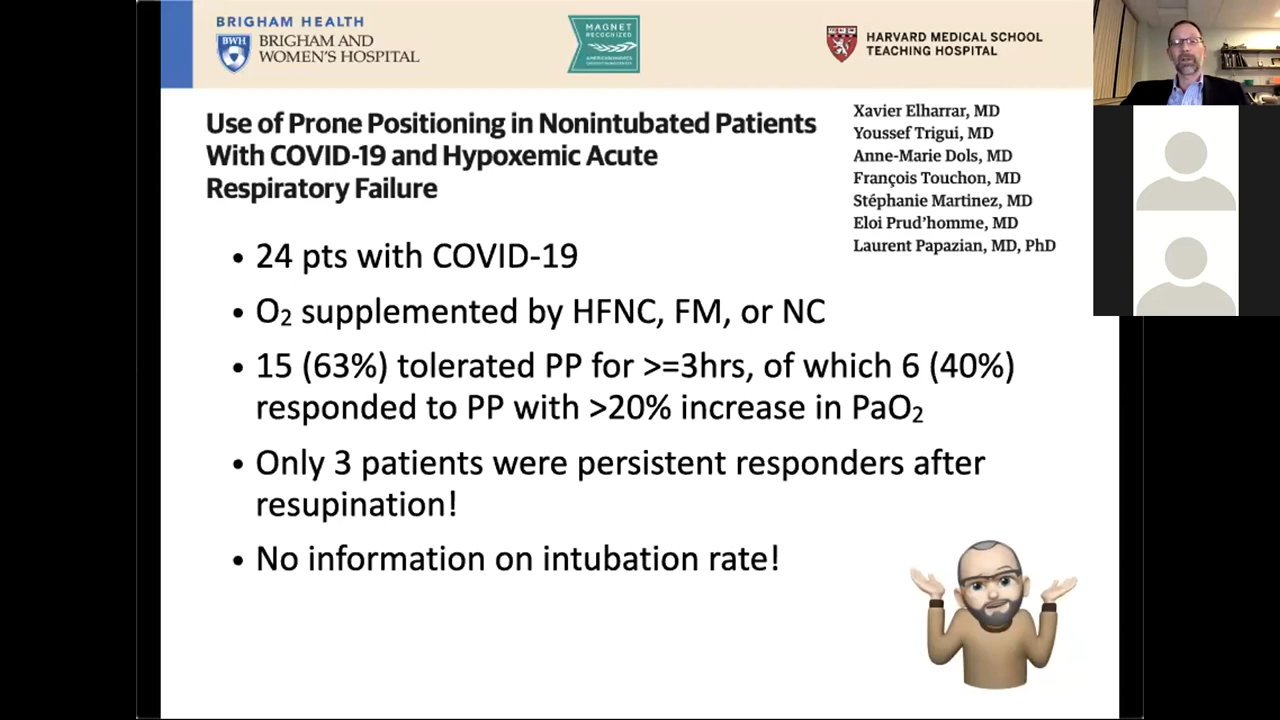 BRIGHAM HEALTH
BWH
BRIGHAM AND
WOMEN'S HOSPITAL
MAGNET
RECOGNIZED
HARVARD MEDICAL SCHOOL
TEACHING HOSPITAL
Use of Prone Positioning in Nonintubated Patients
With COVID-19 and Hypoxemic Acute
Respiratory Failure
Xavier Elharrar, MD
Youssef Trigui, MD
Anne-Marie Dols, MD
François Touchon, MD
Stéphanie Martinez, MD
Eloi Prud'homme, MD
Laurent Papazian, MD, PhD
• 24 pts with COVID-19
• O₂ supplemented by HFNC, FM, or NC
• 15 (63%) tolerated PP for >=3hrs, of which 6 (40%)
responded to PP with >20% increase in PaO₂
• Only 3 patients were persistent responders after
resupination!
• No information on intubation rate!